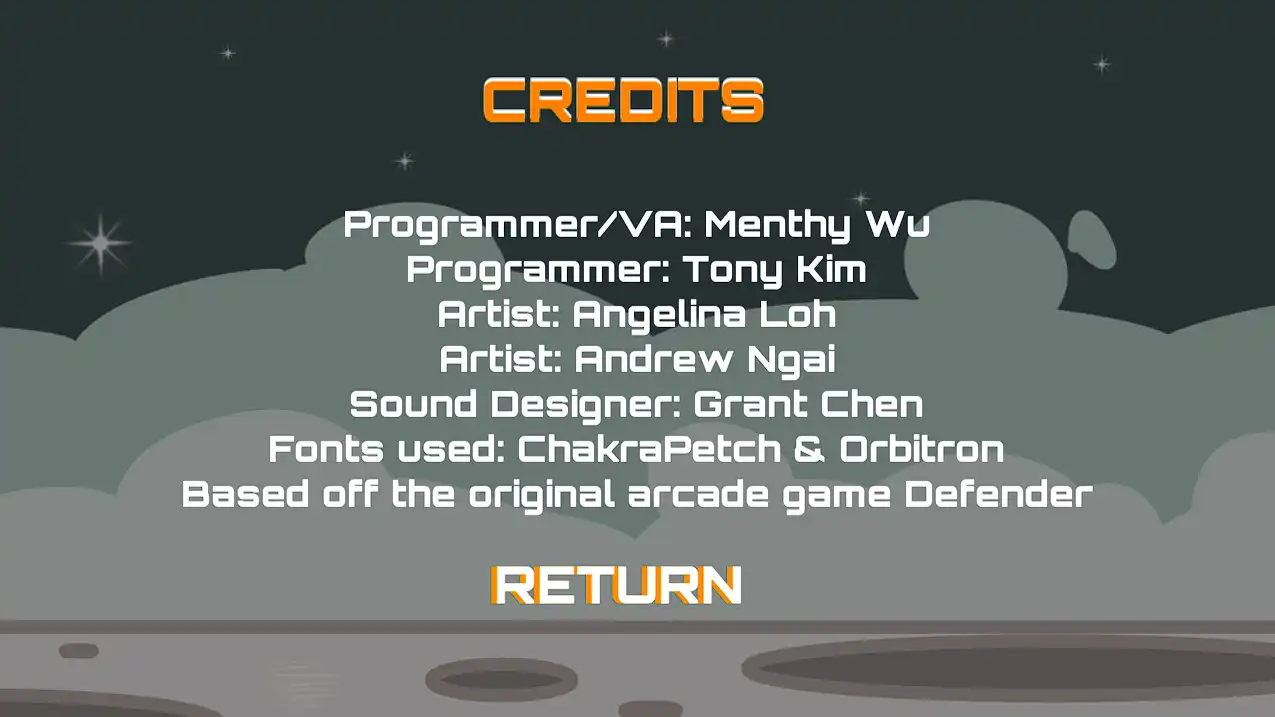 CREDITS
Programmer/VA: Menthy Wu
Programmer: Tony Kim
Artist: Angelina Loh
Artist: Andrew Ngai
Sound Designer: Grant Chen
Fonts used: ChakraPetch & Orbitron
Based off the original arcade game Defender
RETURN